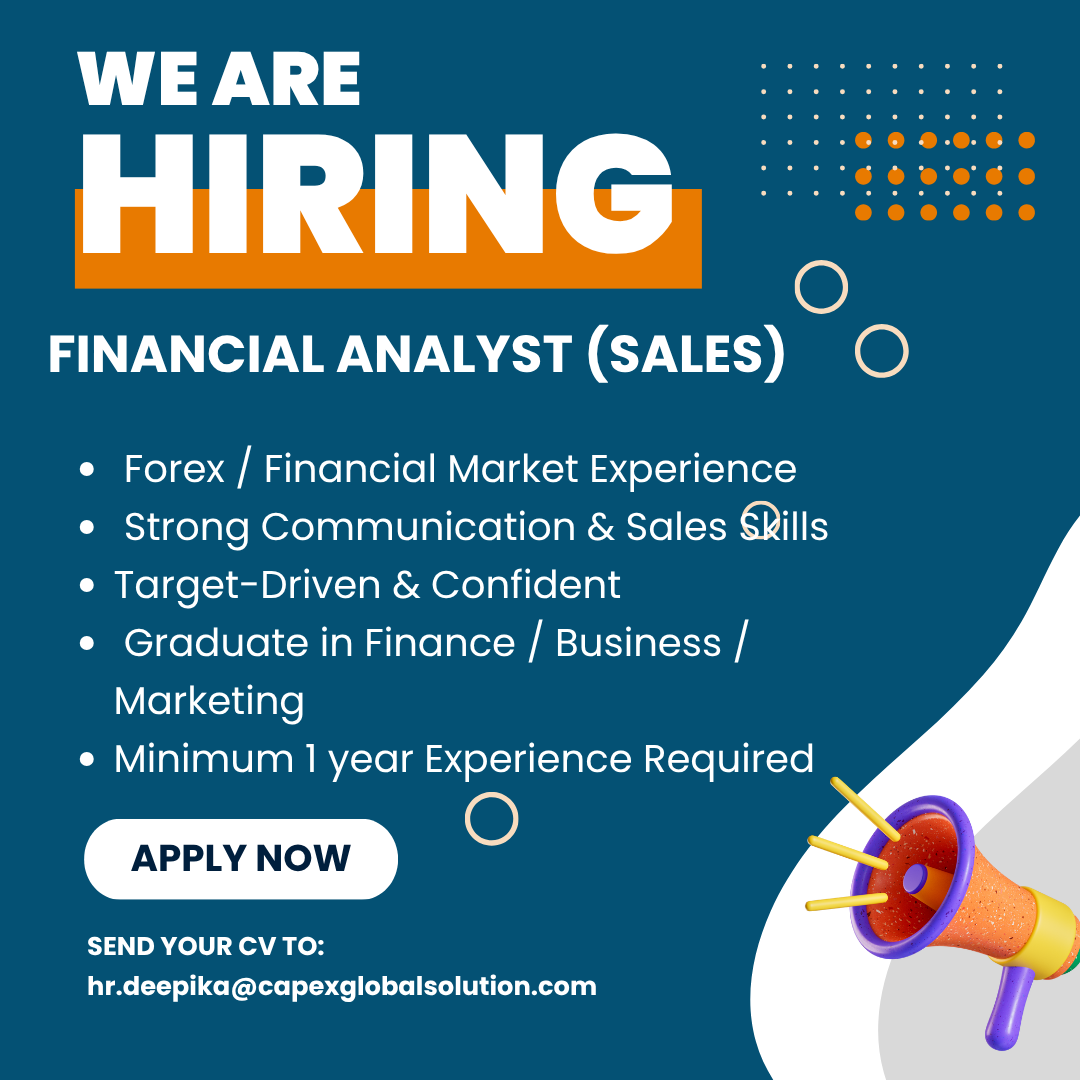 WE ARE
HIRING
FINANCIAL ANALYST (SALES)
• Forex / Financial Market Experience
• Strong Communication & Sales Skills
• Target-Driven & Confident
• Graduate in Finance / Business /
Marketing
• Minimum 1 year Experience Required
APPLY NOW
SEND YOUR CV TO:
hr.deepika@capexglobalsolution.com